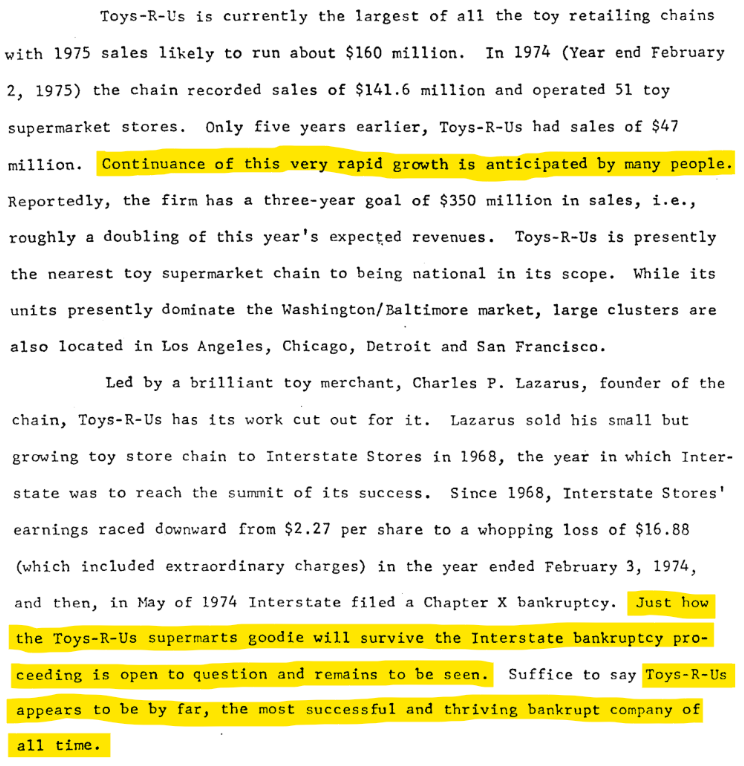 Toys-R-Us is currently the largest of all the toy retailing chains
with 1975 sales likely to run about $160 million. In 1974 (Year end February
2, 1975) the chain recorded sales of $141.6 million and operated 51 toy
supermarket stores. Only five years earlier, Toys-R-Us had sales of $47
million. Continuance of this very rapid growth is anticipated by many people.
Reportedly, the firm has a three-year goal of $350 million in sales, i.e.,
roughly a doubling of this year's expected revenues. Toys-R-Us is presently
the nearest toy supermarket chain to being national in its scope. While its
units presently dominate the Washington/Baltimore market, large clusters are
also located in Los Angeles, Chicago, Detroit and San Francisco.
Led by a brilliant toy merchant, Charles P. Lazarus, founder of the
chain, Toys-R-Us has its work cut out for it. Lazarus sold his small but
growing toy store chain to Interstate Stores in 1968, the year in which Inter-
state was to reach the summit of its success. Since 1968, Interstate Stores'
earnings raced downward from $2.27 per share to a whopping loss of $16.88
(which included extraordinary charges) in the year ended February 3, 1974,
and then, in May of 1974 Interstate filed a Chapter X bankruptcy. Just how
the Toys-R-Us supermarts goodie will survive the Interstate bankruptcy pro-
ceeding is open to question and remains to be seen. Suffice to say Toys-R-Us
appears to be by far, the most successful and thriving bankrupt company of
all time.